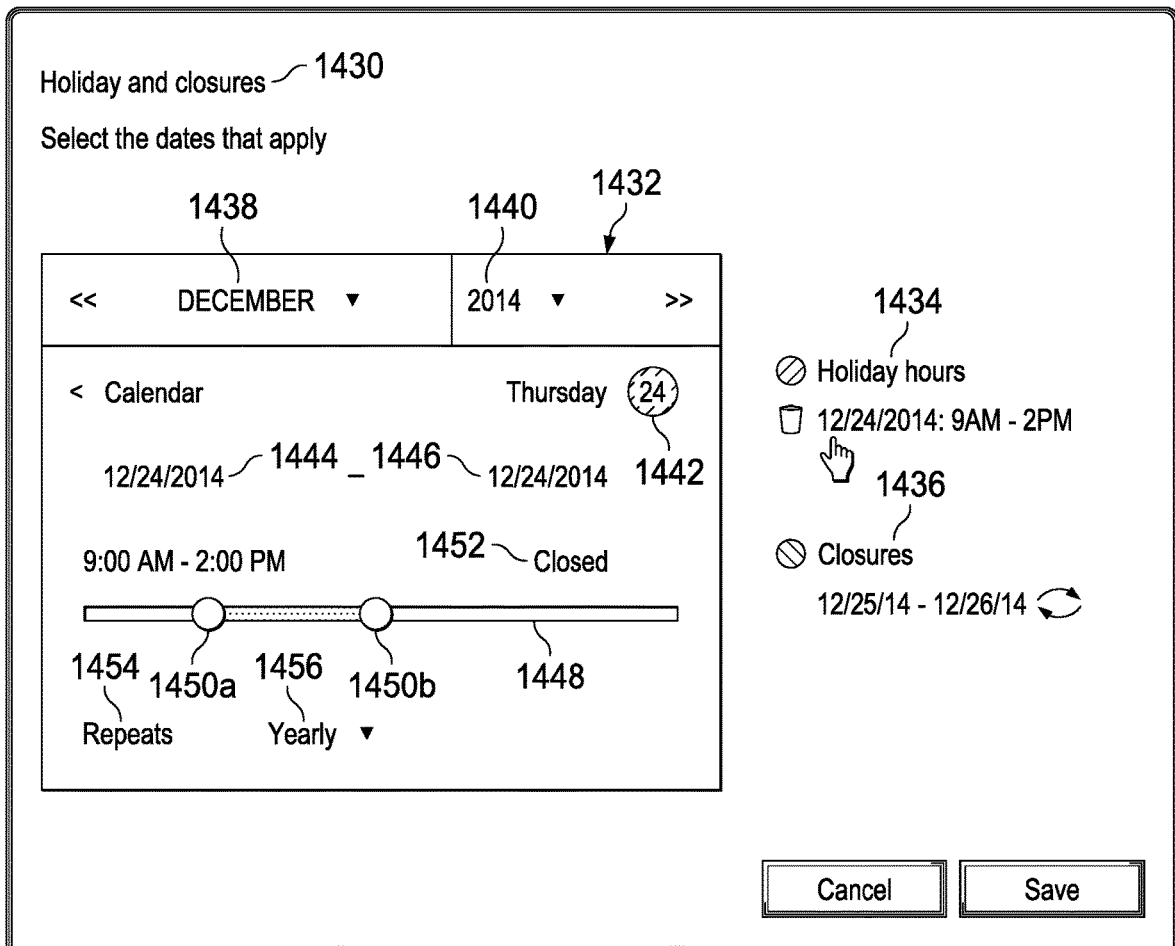 Holiday and closures 1430
Select the dates that apply
1438 1440 1432
<< DECEMBER ▼ 2014 ▼ >>
< Calendar Thursday 24
12/24/2014 1444 – 1446 12/24/2014 1442
9:00 AM - 2:00 PM 1452 Closed
1454 1450a 1456 1450b 1448
Repeats Yearly ▼
1434
Holiday hours
12/24/2014: 9AM - 2PM
1436
Closures
12/25/14 - 12/26/14
Cancel Save